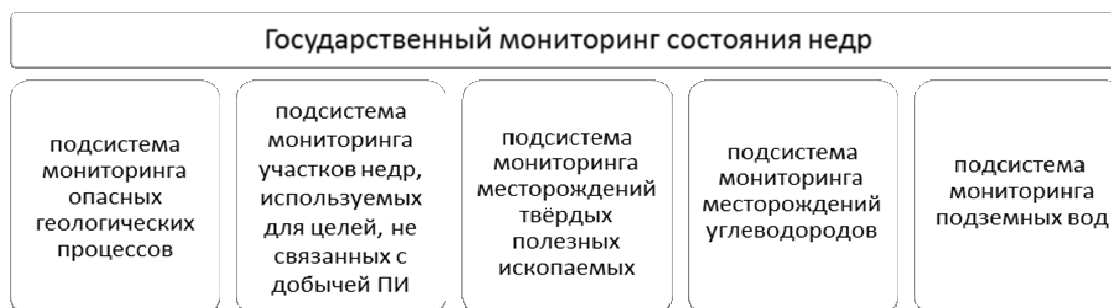 Государственный мониторинг состояния недр
подсистема
мониторинга
опасных
геологических
процессов
подсистема
мониторинга
участков недр,
используемых
для целей, не
связанных с
добычей ПИ
подсистема
мониторинга
месторождений
твёрдых
полезных
ископаемых
подсистема
мониторинга
месторождений
углеводородов
подсистема
мониторинга
подземных вод